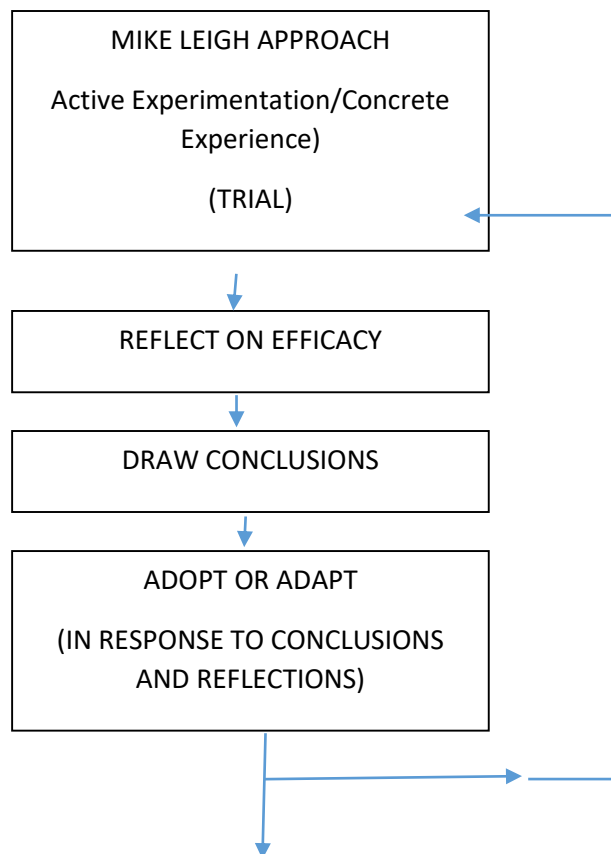 MIKE LEIGH APPROACH
Active Experimentation/Concrete
Experience)
(TRIAL)
REFLECT ON EFFICACY
DRAW CONCLUSIONS
ADOPT OR ADAPT
(IN RESPONSE TO CONCLUSIONS
AND REFLECTIONS)